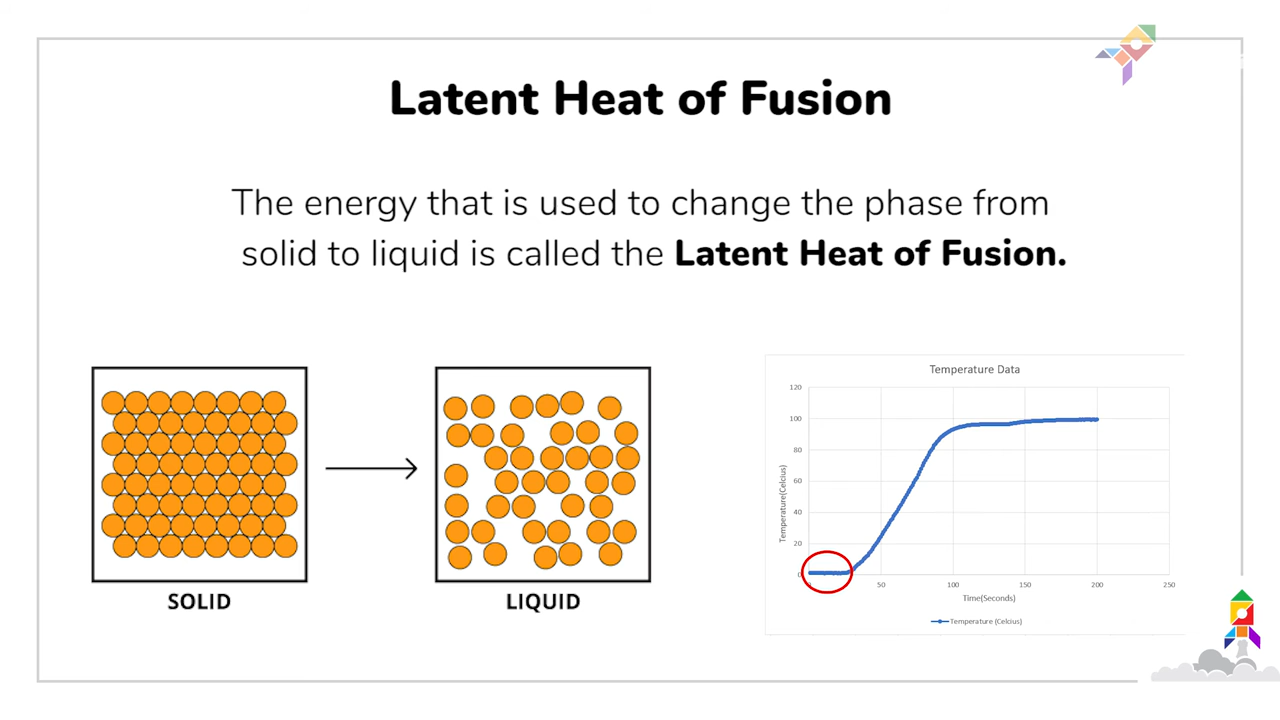 Latent Heat of Fusion
The energy that is used to change the phase from
solid to liquid is called the Latent Heat of Fusion.
SOLID
LIQUID
Temperature Data
120
100
80
60
40
20
0
50
100
150
200
250
Temperature(Celcius)
Time(Seconds)
Temperature (Celcius)